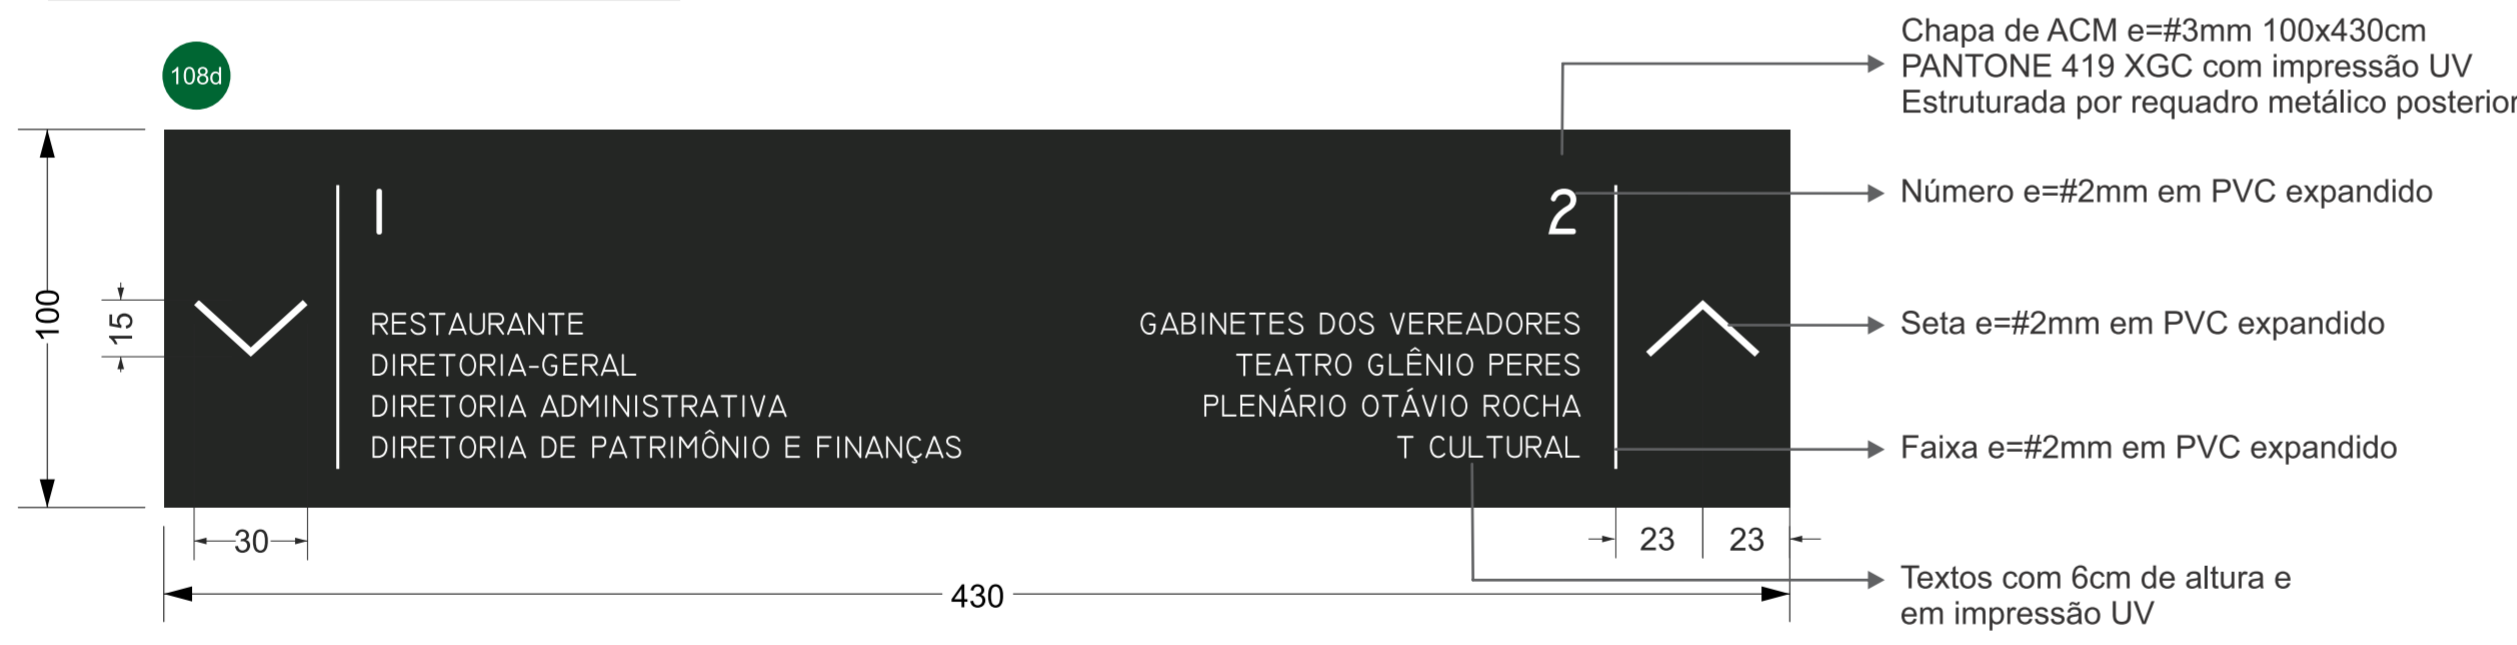 Chapa de ACM e=#3mm 100x430cm
PANTONE 419 XGC com impressão UV
Estruturada por requadro metálico posterior
108d
100
15
1
RESTAURANTE
DIRETORIA-GERAL
DIRETORIA ADMINISTRATIVA
DIRETORIA DE PATRIMÔNIO E FINANÇAS
2
GABINETES DOS VEREADORES
TEATRO GLÊNIO PERES
PLENÁRIO OTÁVIO ROCHA
T CULTURAL
Número e=#2mm em PVC expandido
Seta e=#2mm em PVC expandido
Faixa e=#2mm em PVC expandido
30
23
23
430
Textos com 6cm de altura e
em impressão UV